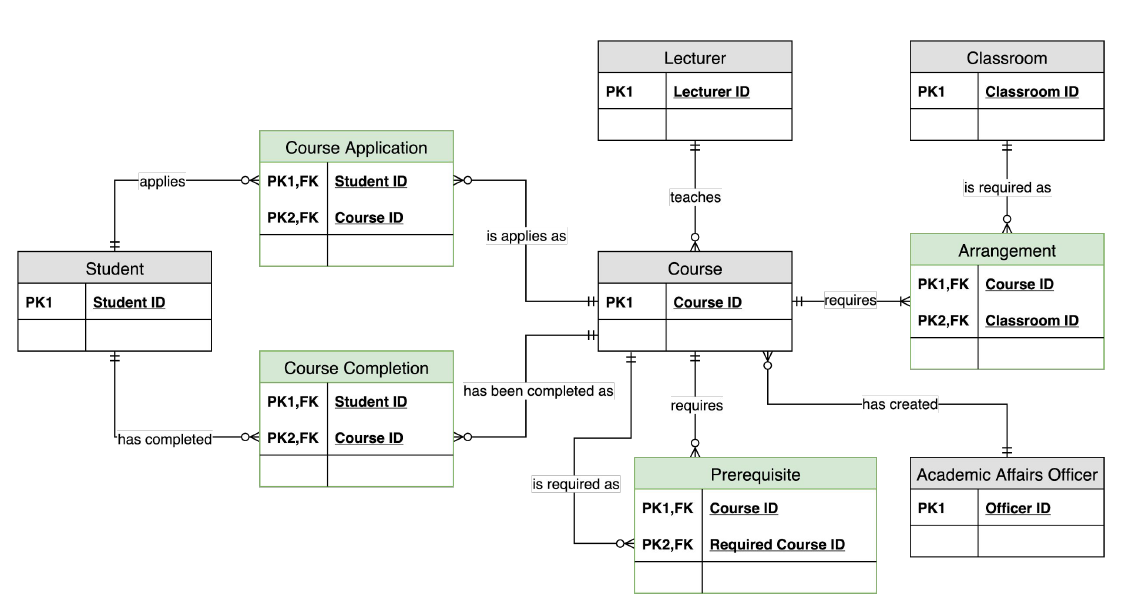 Lecturer
PK1 Lecturer ID
Classroom
PK1 Classroom ID
Course Application
PK1,FK Student ID
PK2,FK Course ID
applies
is applies as
teaches
is required as
Student
PK1 Student ID
Course
PK1 Course ID
requires
Arrangement
PK1,FK Course ID
PK2,FK Classroom ID
Course Completion
PK1,FK Student ID
PK2,FK Course ID
has completed
has been completed as
requires
has created
is required as
Prerequisite
PK1,FK Course ID
PK2,FK Required Course ID
Academic Affairs Officer
PK1 Officer ID